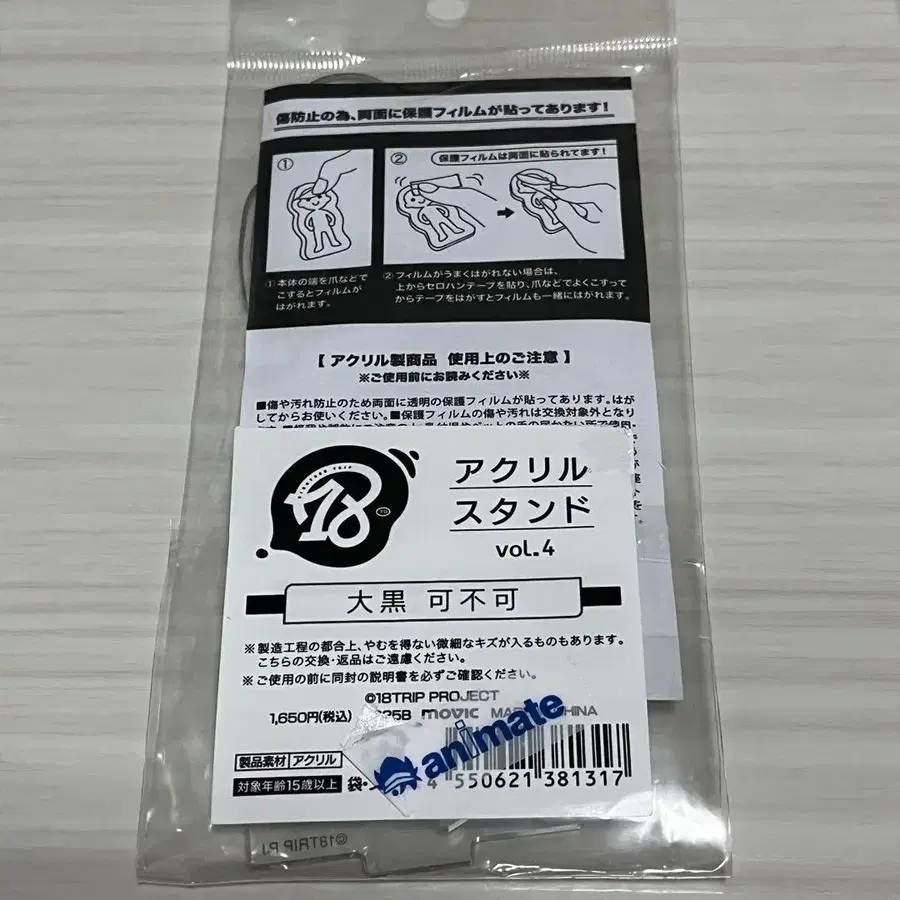 傷防止の為、両面に保護フィルムが貼ってあります！
①
②
保護フィルムは両面に貼られてます！
①本体の端を爪などで
こするとフィルムが
はがれます。
②フィルムがうまくはがれない場合は、
上からセロハンテープを貼り、爪などでよくこすって
からテープをはがすとフィルムも一緒にはがれます。
【 アクリル製商品 使用上のご注意 】
※ご使用前にお読みください※
■傷や汚れ防止のため両面に透明の保護フィルムが貼ってあります。はが
してからお使いください。■保護フィルムの傷や汚れは交換対象外となり
EIGHTEEN TRIP
18
アクリル
スタンド
vol.4
大黒 可不可
※製造工程の都合上、やむを得ない微細なキズが入るものもあります。
こちらの交換・返品はご遠慮ください。
※ご使用の前に同封の説明書を必ずご確認ください。
©18TRIP PROJECT
1,650円(税込) movic
製品素材 アクリル
対象年齢15歳以上 袋・
animate
4 550621 381317
©18TRIP PJ